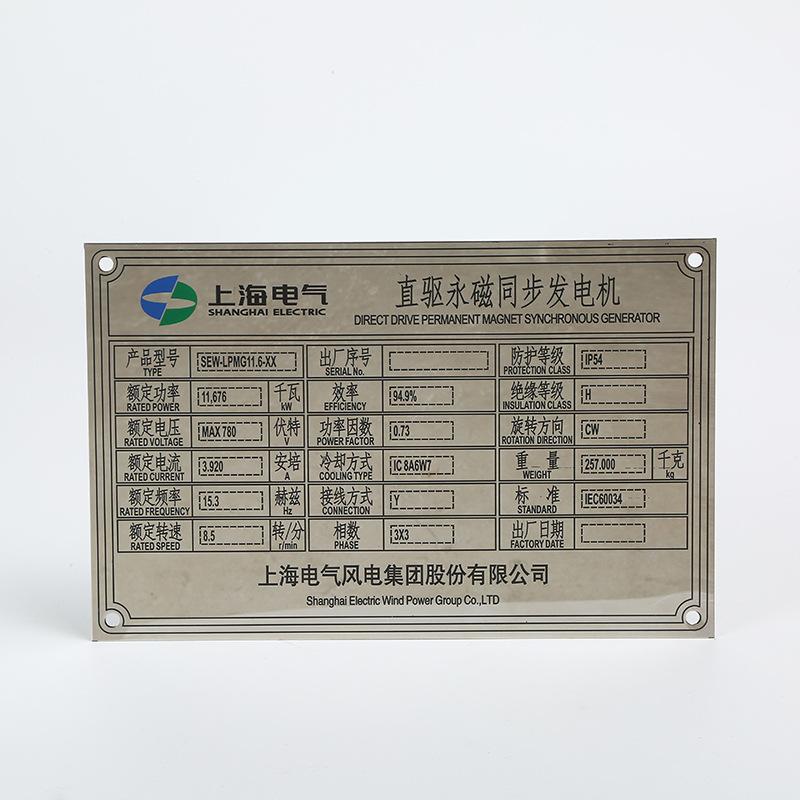 上海电气
SHANGHAI ELECTRIC
直驱永磁同步发电机
DIRECT DRIVE PERMANENT MAGNET SYNCHRONOUS GENERATOR
产品型号 SEW-LPMG11.6-XX 出厂序号 防护等级 IP54
TYPE SERIAL No. PROTECTION CLASS
额定功率 11,676 千瓦 效率 94.9% 绝缘等级 H
RATED POWER kW EFFICIENCY INSULATION CLASS
额定电压 MAX 780 伏特 功率因数 0.73 旋转方向 CW
RATED VOLTAGE V POWER FACTOR ROTATION DIRECTION
额定电流 3.920 安培 冷却方式 IC 8A6W7 重量 257.000 千克
RATED CURRENT A COOLING TYPE WEIGHT kg
额定频率 15.3 赫兹 接线方式 Y 标准 IEC60034
RATED FREQUENCY Hz CONNECTION STANDARD
额定转速 8.5 转/分 相数 3X3 出厂日期
RATED SPEED r/min PHASE FACTORY DATE
上海电气风电集团股份有限公司
Shanghai Electric Wind Power Group Co.,LTD